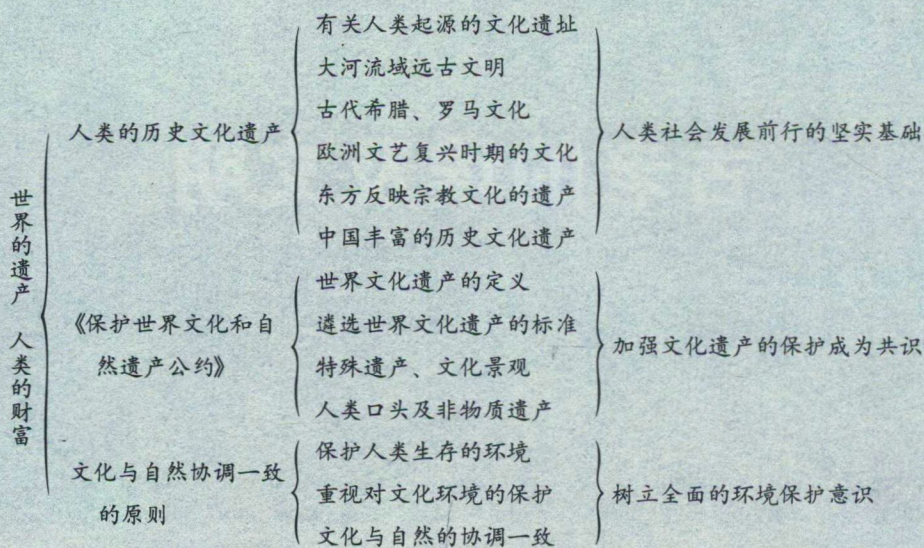 世界的遗产 人类的财富
人类的历史文化遗产
有关人类起源的文化遗址
大河流域远古文明
古代希腊、罗马文化
欧洲文艺复兴时期的文化
东方反映宗教文化的遗产
中国丰富的历史文化遗产
人类社会发展前行的坚实基础
《保护世界文化和自
然遗产公约》
世界文化遗产的定义
遴选世界文化遗产的标准
特殊遗产、文化景观
人类口头及非物质遗产
加强文化遗产的保护成为共识
文化与自然协调一致
的原则
保护人类生存的环境
重视对文化环境的保护
文化与自然的协调一致
树立全面的环境保护意识